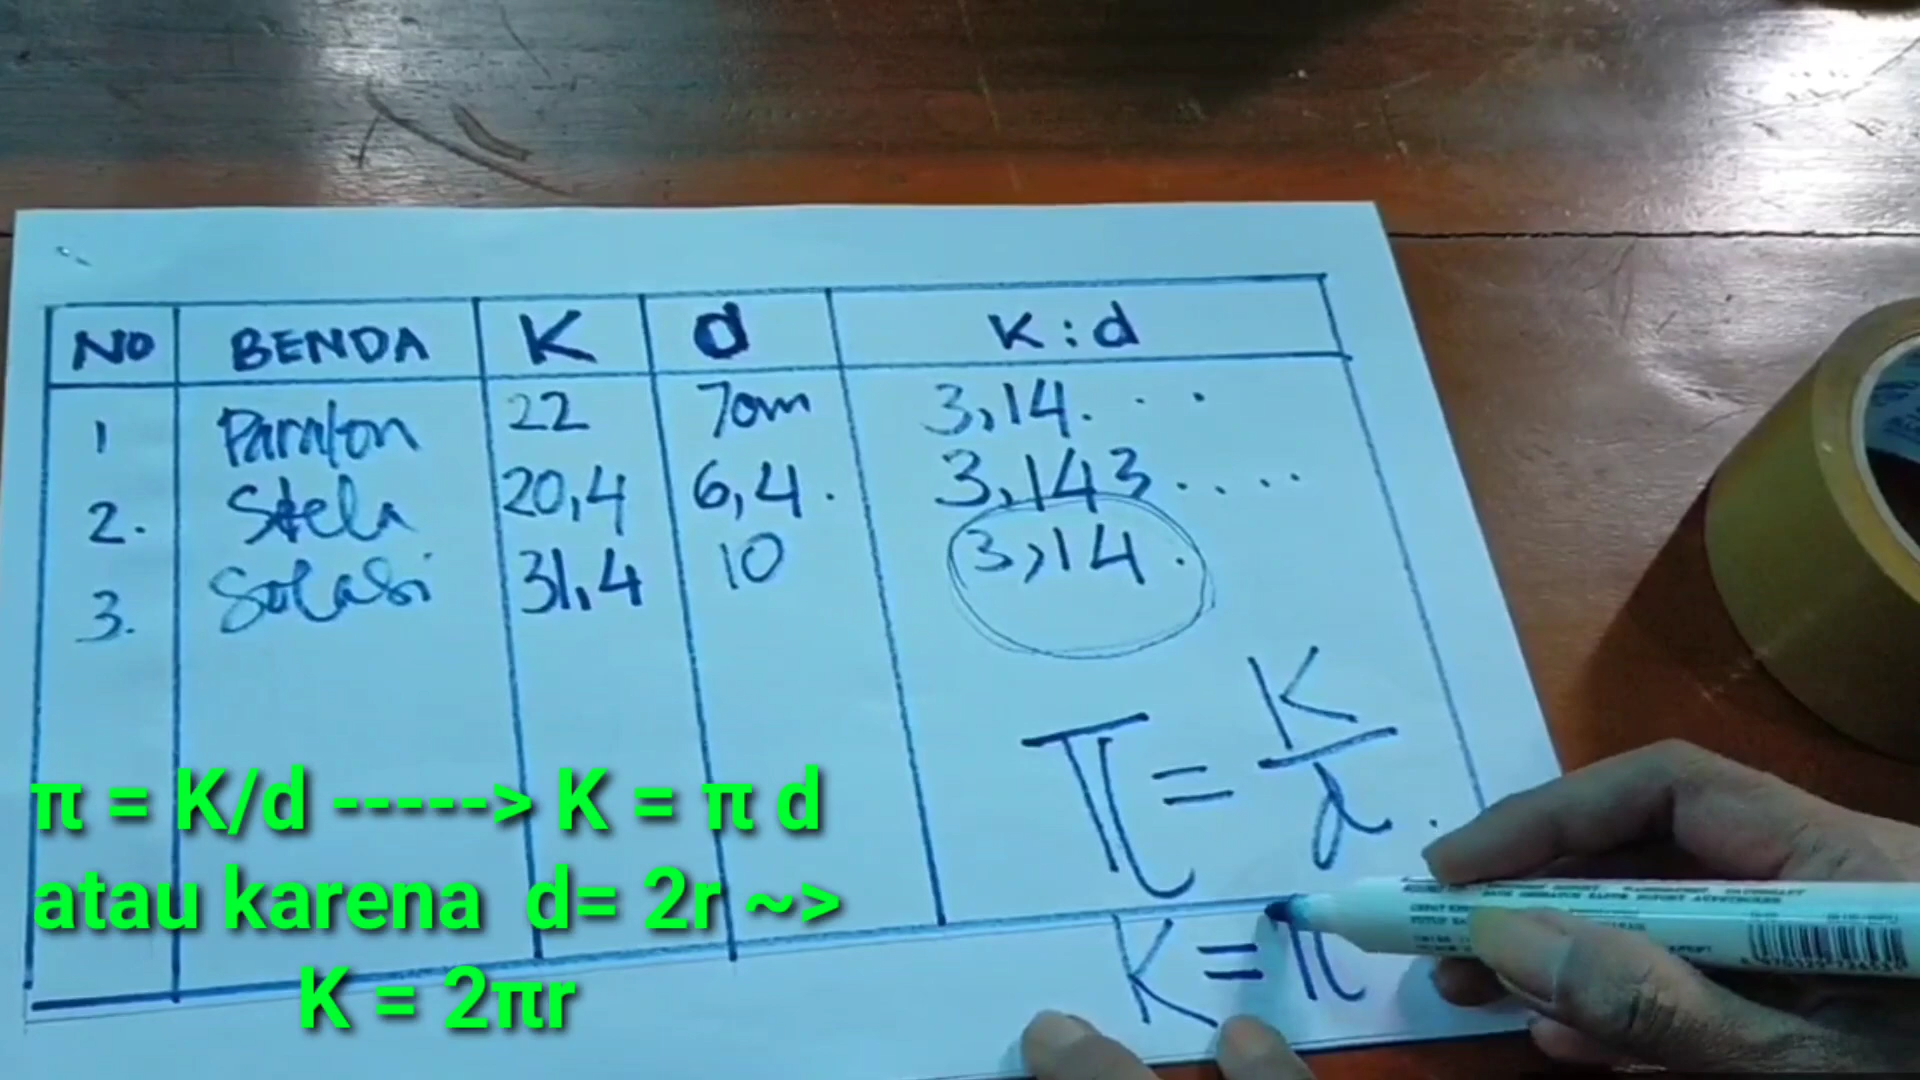 NO BENDA K d K : d
1 Paralon 22 7cm 3,14. . .
2. Stela 20,4 6,4. 3,143. . . .
3. Solasi 31,4 10 3,14.
π = K/d .
K = π
π = K/d -----> K = π d
atau karena d= 2r ~>
K = 2πr